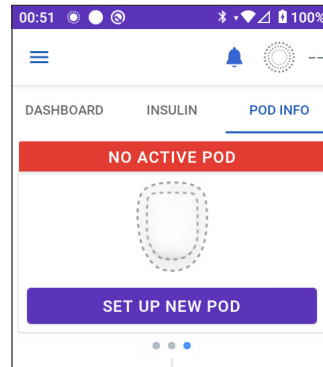 00:51 100%
--
DASHBOARD INSULIN POD INFO
NO ACTIVE POD
SET UP NEW POD